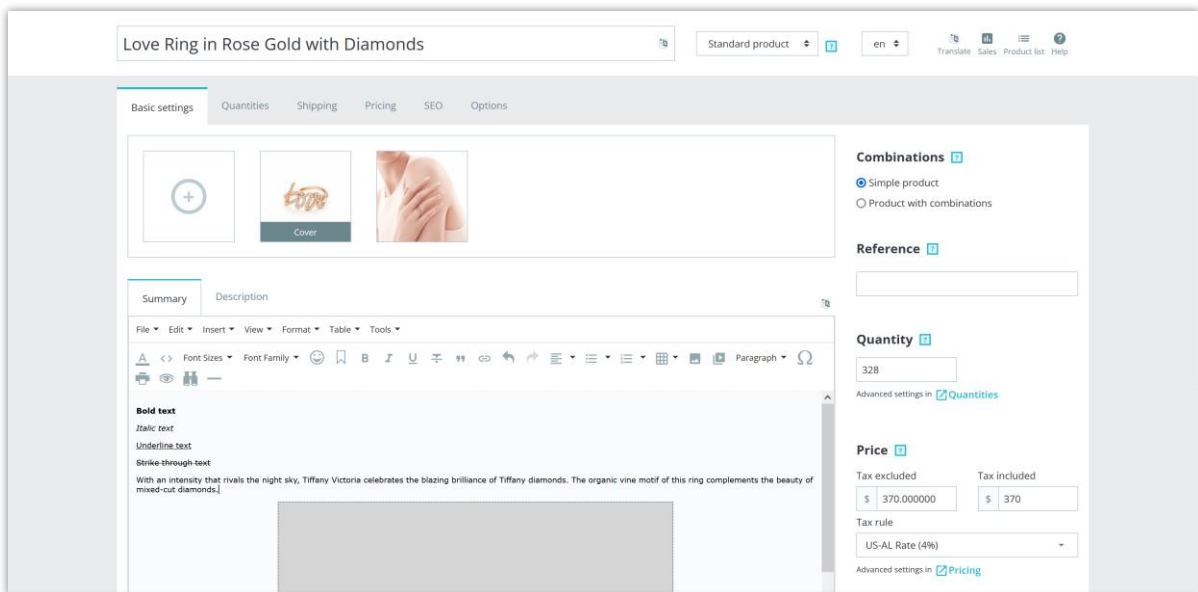 Love Ring in Rose Gold with Diamonds
Standard product
?
en
Translate Sales Product list Help
Basic settings Quantities Shipping Pricing SEO Options
Cover
Summary Description
File Edit Insert View Format Table Tools
A <> Font Sizes Font Family B I U Paragraph Ω
Bold text
Italic text
Underline text
Strike through text
With an intensity that rivals the night sky, Tiffany Victoria celebrates the blazing brilliance of Tiffany diamonds. The organic vine motif of this ring complements the beauty of
mixed-cut diamonds.
Combinations ?
Simple product
Product with combinations
Reference ?
Quantity ?
328
Advanced settings in Quantities
Price ?
Tax excluded Tax included
$ 370.000000 $ 370
Tax rule
US-AL Rate (4%)
Advanced settings in Pricing